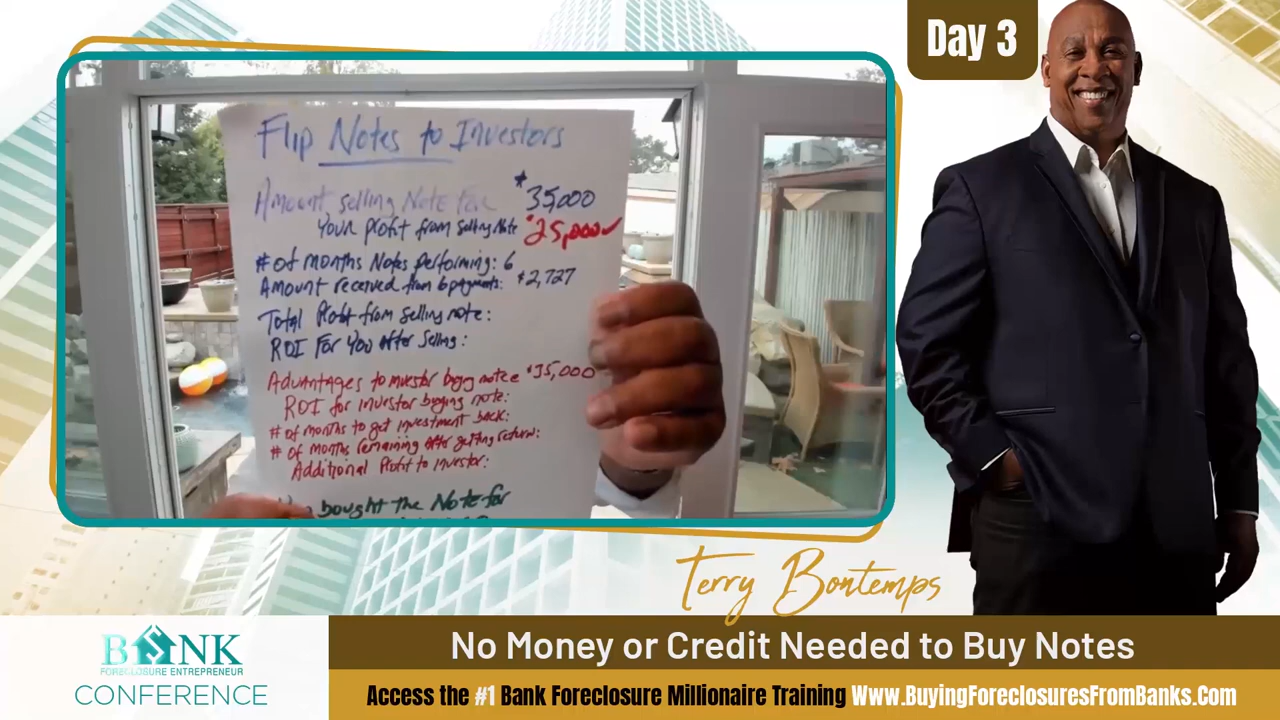 Day 3
Flip Notes to Investors
Amount selling Note For $35,000
Your Profit from Selling Note $25,000
# of months Notes performing: 6
Amount received from 6 payments: $2,727
Total Profit from selling note:
ROI For You After Selling:
Advantages to investor buying note @ $35,000
ROI for investor buying note:
# of months to get investment back:
# of months remaining after getting return:
Additional Profit to Investor:
bought the Note for
Terry Bontemps
BANK
FORECLOSURE ENTREPRENEUR
CONFERENCE
No Money or Credit Needed to Buy Notes
Access the #1 Bank Foreclosure Millionaire Training Www.BuyingForeclosuresFromBanks.Com